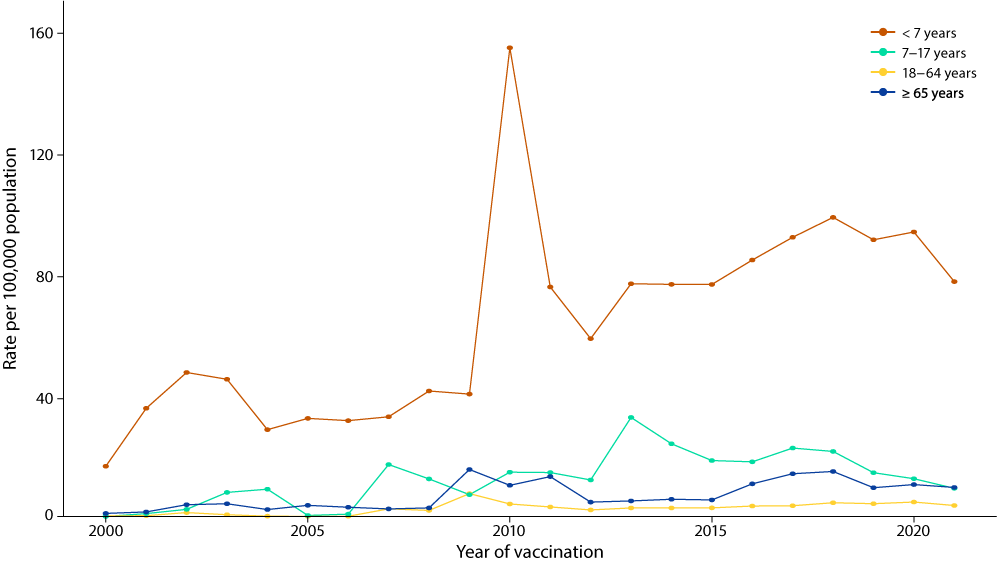 160
120
80
40
0
Rate per 100,000 population
2000
2005
2010
2015
2020
Year of vaccination
< 7 years
7–17 years
18–64 years
≥ 65 years